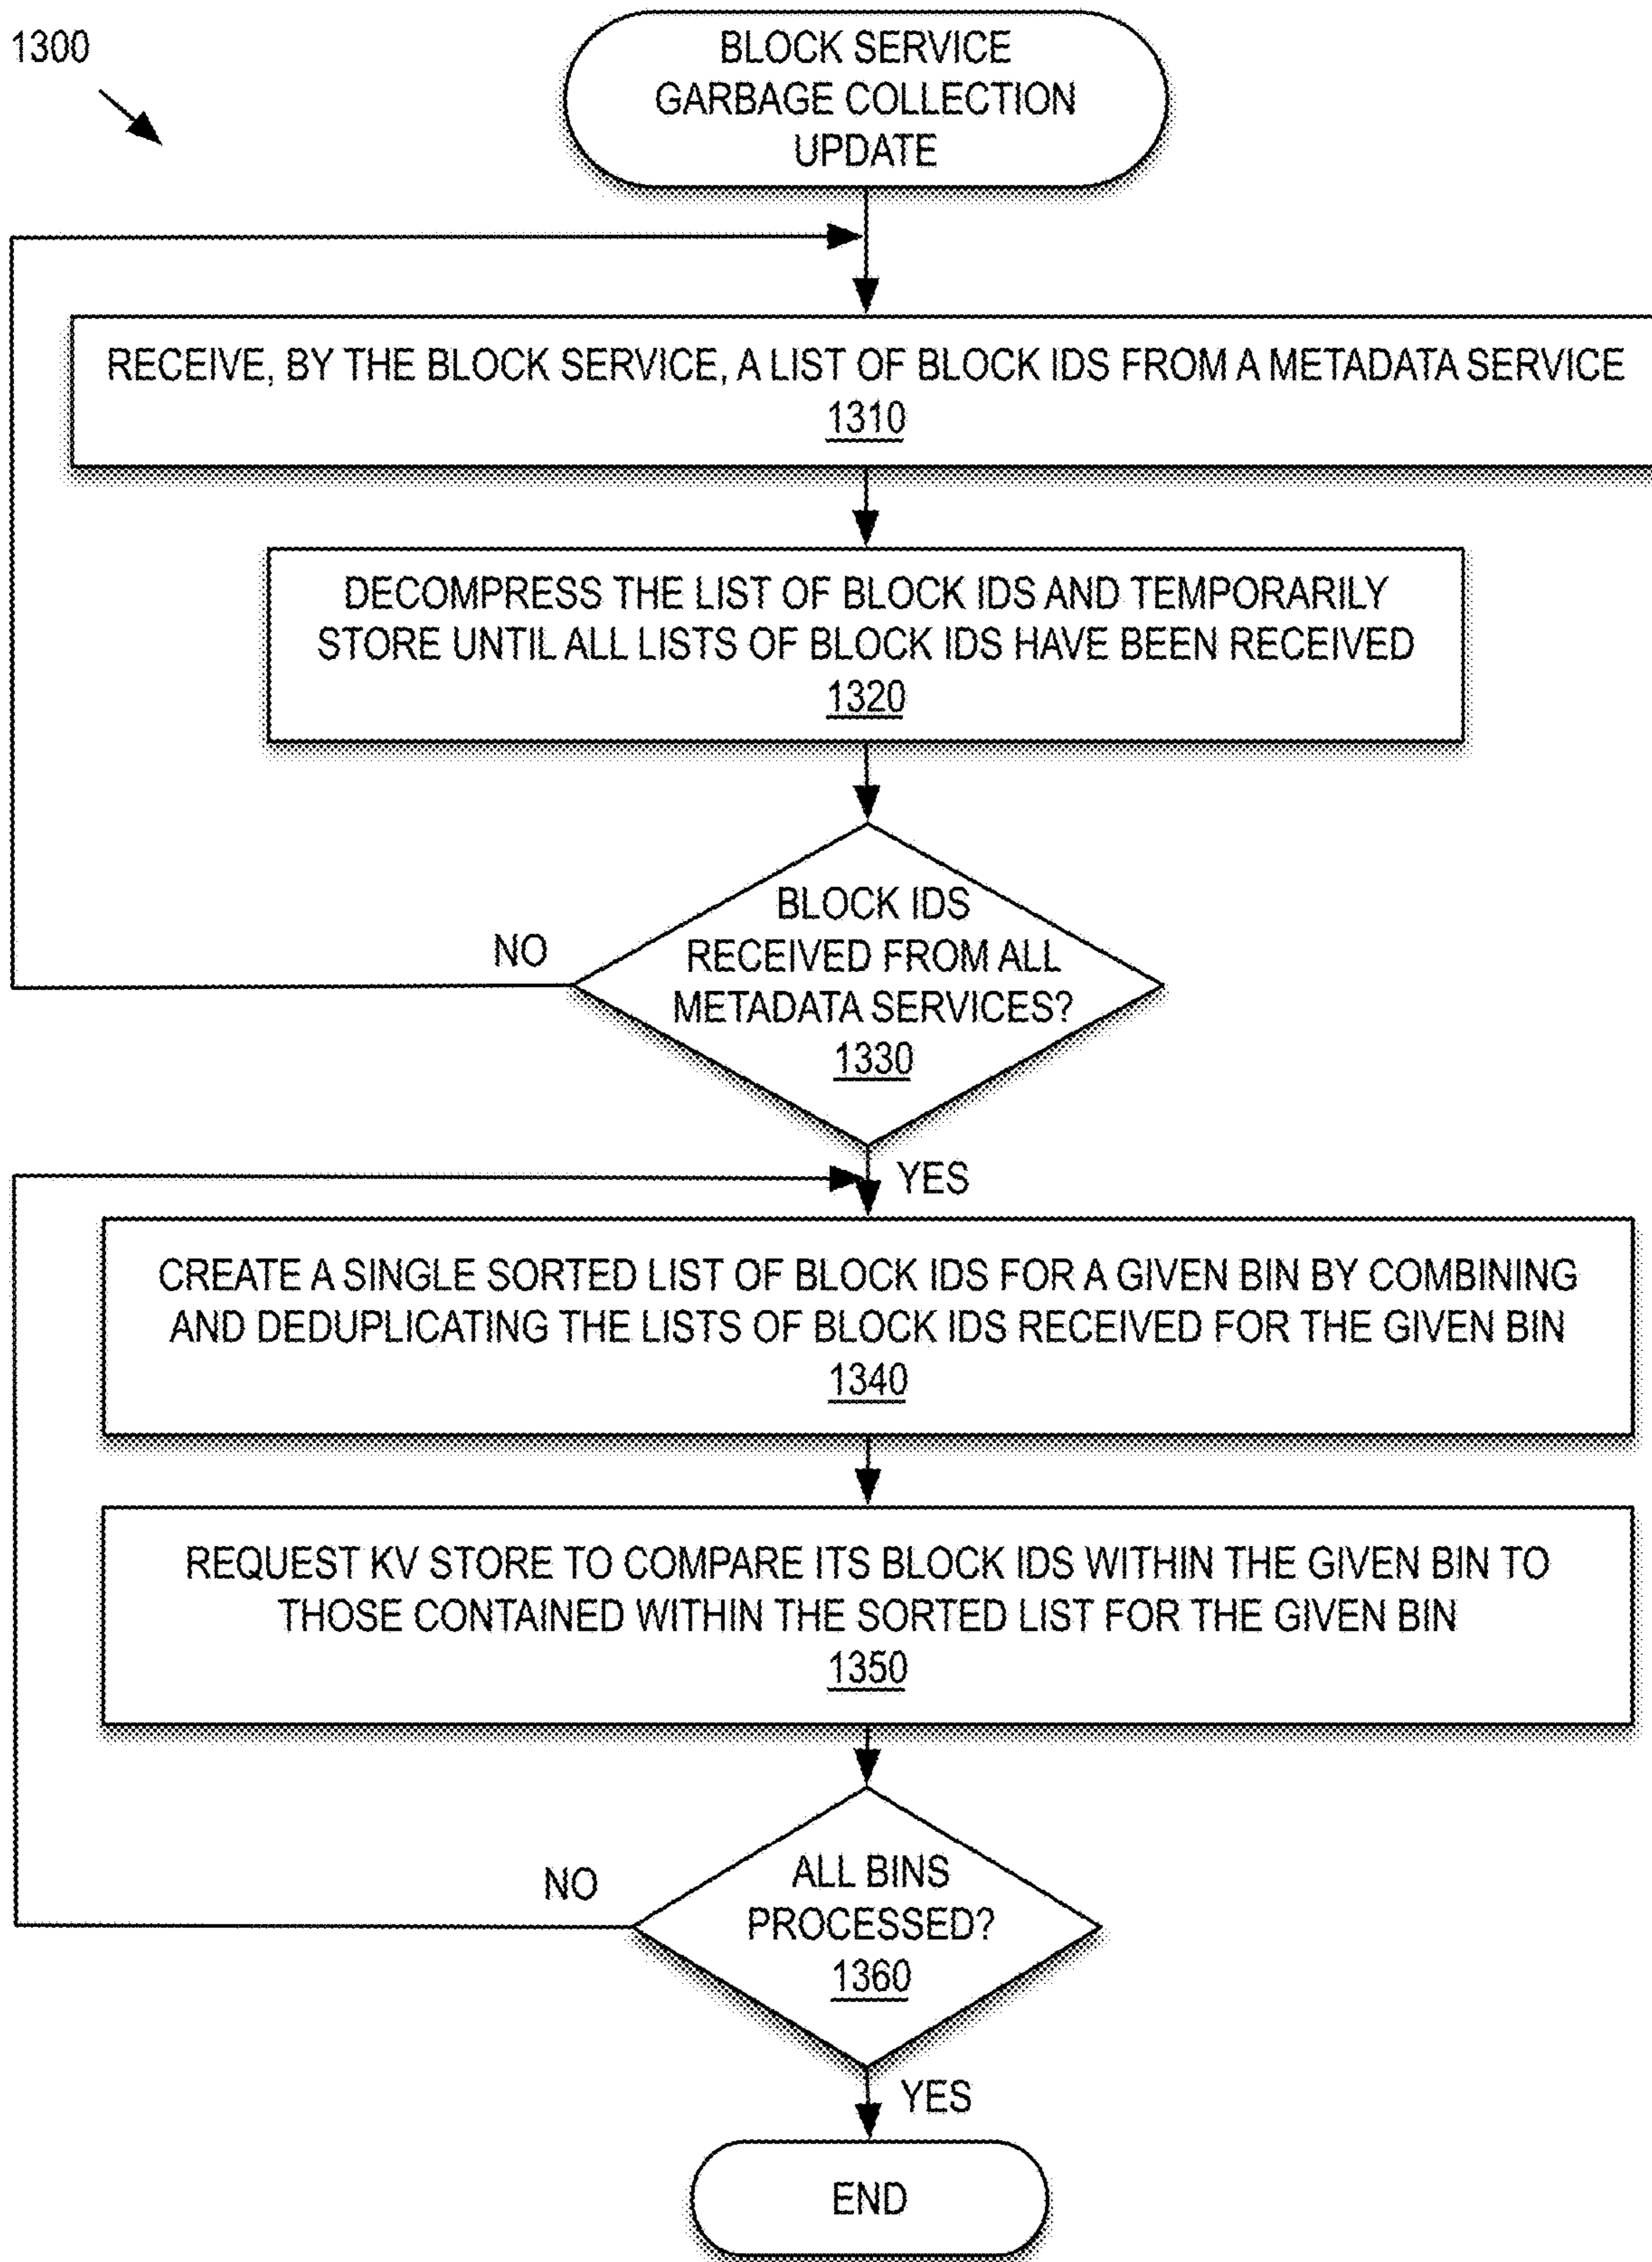 1300
BLOCK SERVICE
GARBAGE COLLECTION
UPDATE
RECEIVE, BY THE BLOCK SERVICE, A LIST OF BLOCK IDS FROM A METADATA SERVICE
1310
DECOMPRESS THE LIST OF BLOCK IDS AND TEMPORARILY
STORE UNTIL ALL LISTS OF BLOCK IDS HAVE BEEN RECEIVED
1320
BLOCK IDS
RECEIVED FROM ALL
METADATA SERVICES?
1330
NO
YES
CREATE A SINGLE SORTED LIST OF BLOCK IDS FOR A GIVEN BIN BY COMBINING
AND DEDUPLICATING THE LISTS OF BLOCK IDS RECEIVED FOR THE GIVEN BIN
1340
REQUEST KV STORE TO COMPARE ITS BLOCK IDS WITHIN THE GIVEN BIN TO
THOSE CONTAINED WITHIN THE SORTED LIST FOR THE GIVEN BIN
1350
ALL BINS
PROCESSED?
1360
NO
YES
END